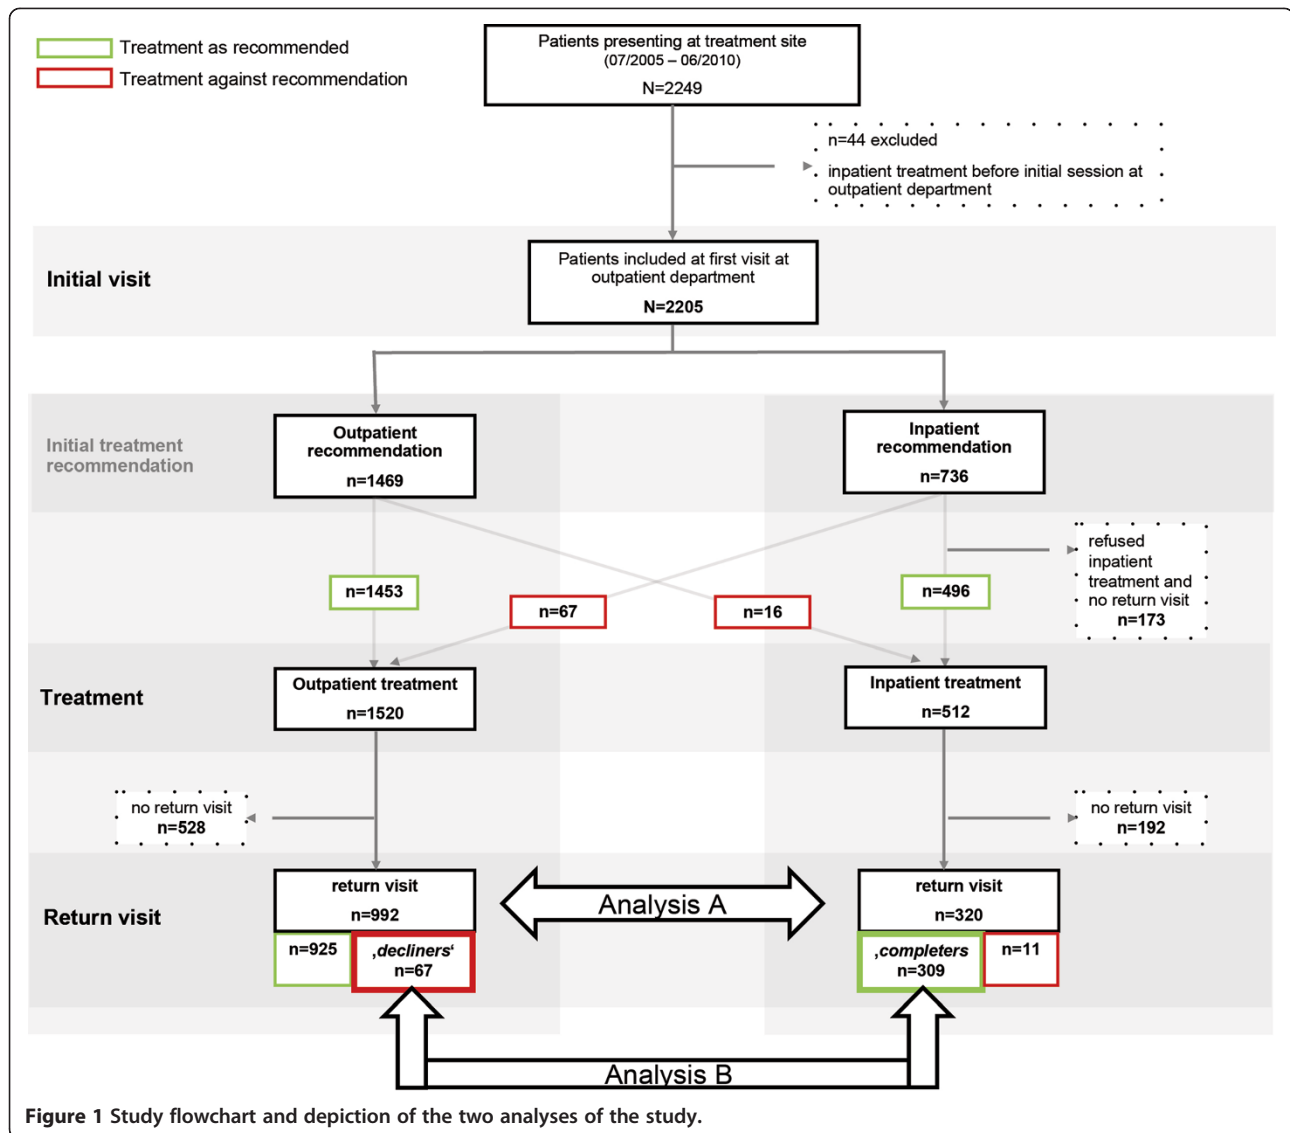 Treatment as recommended
Treatment against recommendation
Patients presenting at treatment site
(07/2005 – 06/2010)
N=2249
n=44 excluded
inpatient treatment before initial session at
outpatient department
Initial visit
Patients included at first visit at
outpatient department
N=2205
Initial treatment
recommendation
Outpatient
recommendation
n=1469
Inpatient
recommendation
n=736
refused
inpatient
treatment and
no return visit
n=173
n=1453
n=67
n=16
n=496
Treatment
Outpatient treatment
n=1520
Inpatient treatment
n=512
no return visit
n=528
no return visit
n=192
Return visit
return visit
n=992
Analysis A
return visit
n=320
n=925
‚decliners‘
n=67
‚completers
n=309
n=11
Analysis B
Figure 1 Study flowchart and depiction of the two analyses of the study.